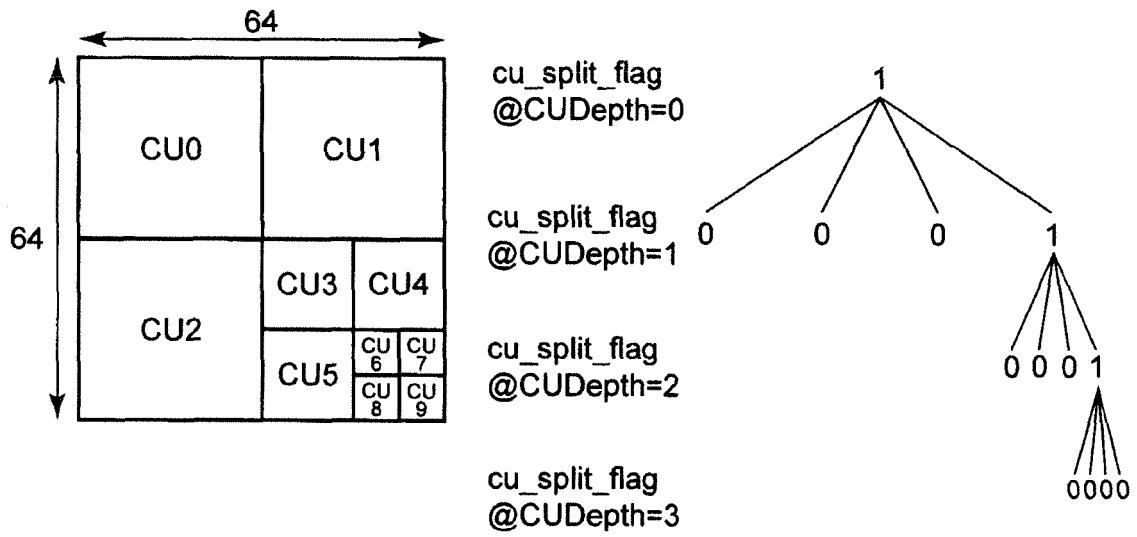 64
64
CU0
CU1
CU2
CU3
CU4
CU5
CU
6
CU
7
CU
8
CU
9
cu_split_flag
@CUDepth=0
1
cu_split_flag
@CUDepth=1
0
0
0
1
cu_split_flag
@CUDepth=2
0 0 0 1
cu_split_flag
@CUDepth=3
0000